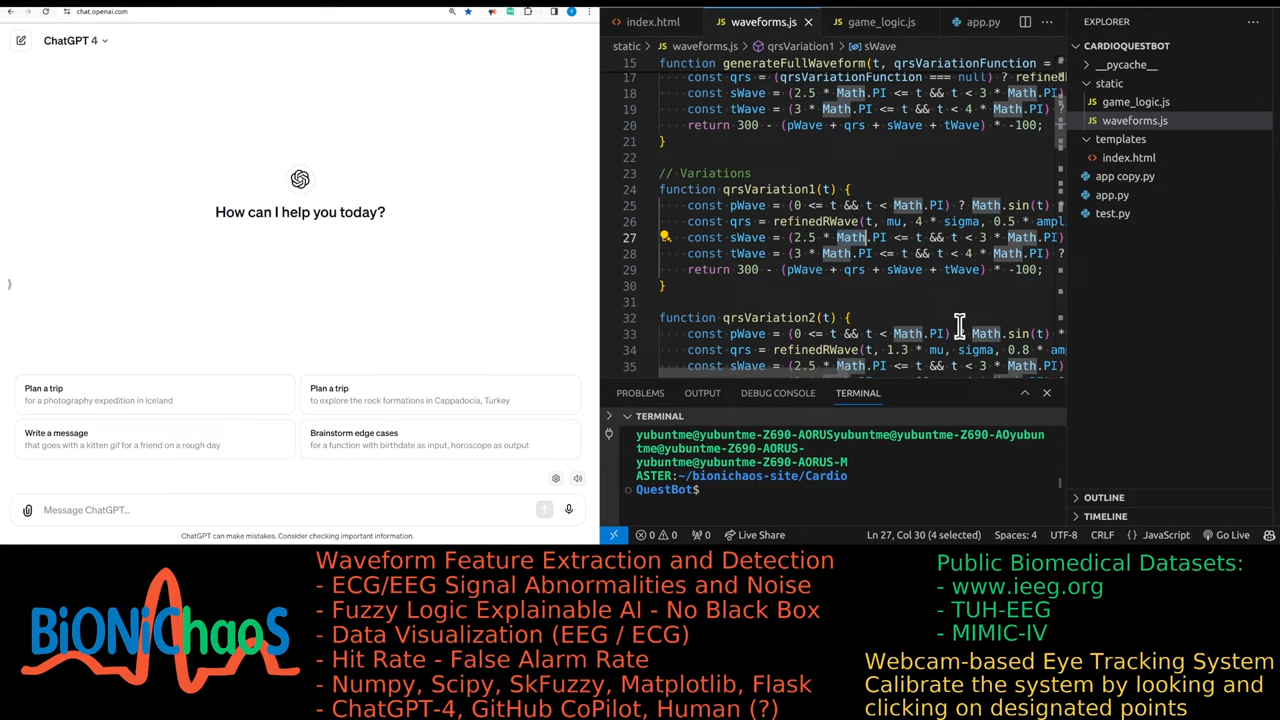 chat.openai.com
ChatGPT 4
How can I help you today?
Plan a trip
for a photography expedition in Iceland
Plan a trip
to explore the rock formations in Cappadocia, Turkey
Write a message
that goes with a kitten gif for a friend on a rough day
Brainstorm edge cases
for a function with birthdate as input, horoscope as output
Message ChatGPT...
ChatGPT can make mistakes. Consider checking important information.
index.html
JS waveforms.js
JS game_logic.js
app.py
static > JS waveforms.js > qrsVariation1 > sWave
15 function generateFullWaveform(t, qrsVariationFunction =
17 const qrs = (qrsVariationFunction === null) ? refinedR
18 const sWave = (2.5 * Math.PI <= t && t < 3 * Math.PI)
19 const tWave = (3 * Math.PI <= t && t < 4 * Math.PI) ?
20 return 300 - (pWave + qrs + sWave + tWave) * -100;
21 }
22
23 // Variations
24 function qrsVariation1(t) {
25 const pWave = (0 <= t && t < Math.PI) ? Math.sin(t) *
26 const qrs = refinedRWave(t, mu, 4 * sigma, 0.5 * ampl
27 const sWave = (2.5 * Math.PI <= t && t < 3 * Math.PI)
28 const tWave = (3 * Math.PI <= t && t < 4 * Math.PI) ?
29 return 300 - (pWave + qrs + sWave + tWave) * -100;
30 }
31
32 function qrsVariation2(t) {
33 const pWave = (0 <= t && t < Math.PI) Math.sin(t) *
34 const qrs = refinedRWave(t, 1.3 * mu, sigma, 0.8 * amp
35 const sWave = (2.5 * Math.PI <= t && t < 3 * Math.PI)
EXPLORER
CARDIOQUESTBOT
__pycache__
static
JS game_logic.js
JS waveforms.js
templates
index.html
app copy.py
app.py
test.py
OUTLINE
TIMELINE
PROBLEMS OUTPUT DEBUG CONSOLE TERMINAL
TERMINAL
yubuntme@yubuntme-Z690-AORUSyubuntme@yubuntme-Z690-AOyubun
tme@yubuntme-Z690-AORUS-
yubuntme@yubuntme-Z690-AORUS-M
ASTER:~/bionichaos-site/Cardio
QuestBot$
0 0 0 Live Share Ln 27, Col 30 (4 selected) Spaces: 4 UTF-8 CRLF {} JavaScript Go Live
BiONiChaoS
Waveform Feature Extraction and Detection
- ECG/EEG Signal Abnormalities and Noise
- Fuzzy Logic Explainable AI - No Black Box
- Data Visualization (EEG / ECG)
- Hit Rate - False Alarm Rate
- Numpy, Scipy, SkFuzzy, Matplotlib, Flask
- ChatGPT-4, GitHub CoPilot, Human (?)
Public Biomedical Datasets:
- www.ieeg.org
- TUH-EEG
- MIMIC-IV
Webcam-based Eye Tracking System
Calibrate the system by looking and
clicking on designated points